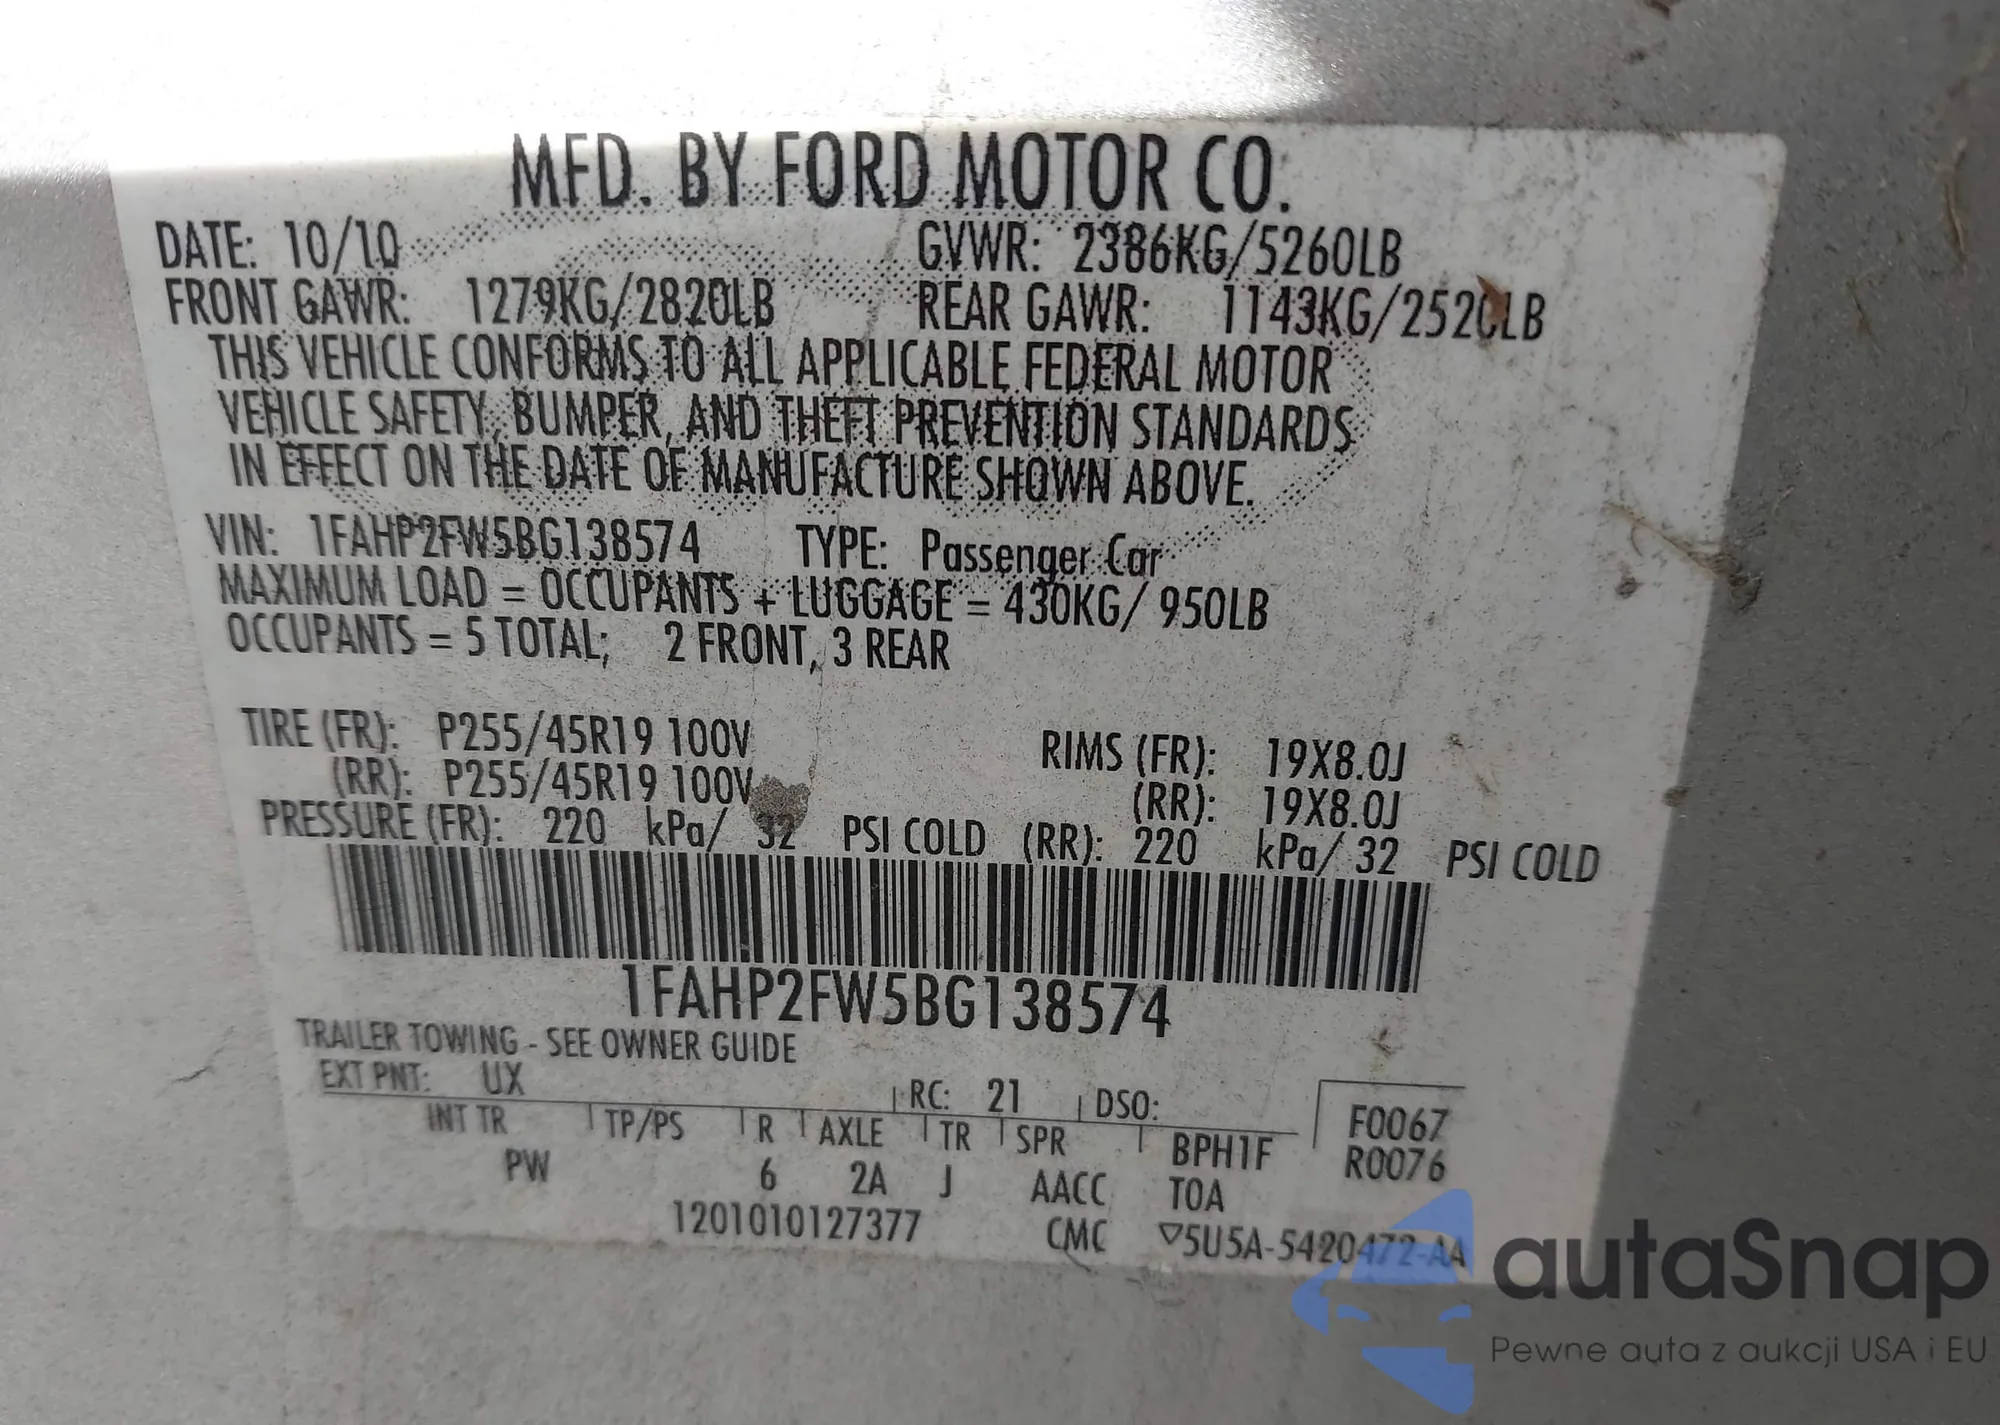 MFD. BY FORD MOTOR CO.
DATE: 10/10 GVWR: 2386KG/5260LB
FRONT GAWR: 1279KG/2820LB REAR GAWR: 1143KG/2520LB
THIS VEHICLE CONFORMS TO ALL APPLICABLE FEDERAL MOTOR
VEHICLE SAFETY, BUMPER, AND THEFT PREVENTION STANDARDS
IN EFFECT ON THE DATE OF MANUFACTURE SHOWN ABOVE.
VIN: 1FAHP2FW5BG138574 TYPE: Passenger Car
MAXIMUM LOAD = OCCUPANTS + LUGGAGE = 430KG/ 950LB
OCCUPANTS = 5 TOTAL; 2 FRONT, 3 REAR
TIRE (FR): P255/45R19 100V RIMS (FR): 19X8.0J
(RR): P255/45R19 100V (RR): 19X8.0J
PRESSURE (FR): 220 kPa/ 32 PSI COLD (RR): 220 kPa/ 32 PSI COLD
1FAHP2FW5BG138574
TRAILER TOWING - SEE OWNER GUIDE
EXT PNT: UX RC: 21 DSO:
INT TR TP/PS R AXLE TR SPR BPH1F F0067
PW 6 2A J AACC TOA R0076
1201010127377 CMC ▽5U5A-5420472-AA
autaSnap
Pewne auta z aukcji USA i EU